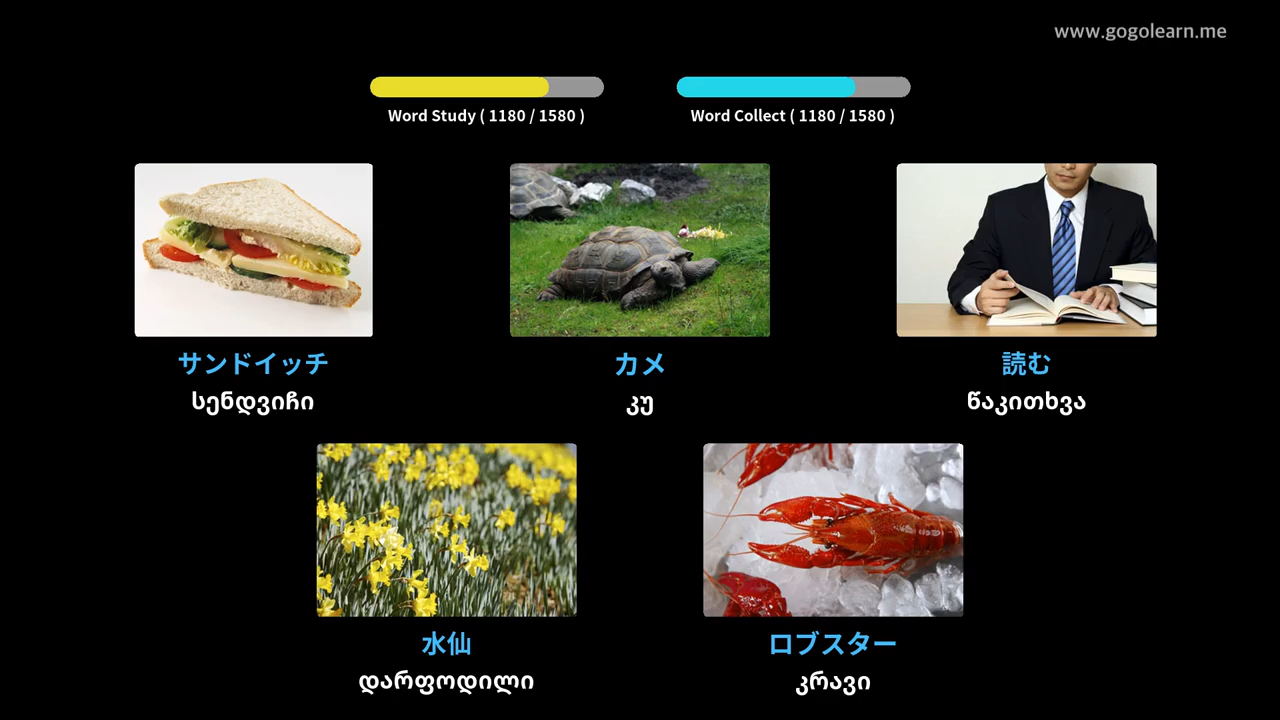 www.gogolearn.me
Word Study ( 1180 / 1580 )
Word Collect ( 1180 / 1580 )
サンドイッチ
სენდვიჩი
カメ
კუ
読む
წაკითხვა
水仙
დარფოდილი
ロブスター
კრავი